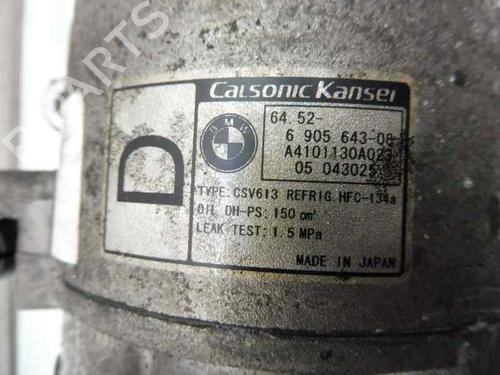 Calsonic Kansei
D
BMW
64.52-
6 905 643-08
A4101130A023
05 043025
TYPE: CSV613 REFRIG HFC-134a
OIL DH-PS: 150 cm³
LEAK TEST: 1.5 MPa
MADE IN JAPAN